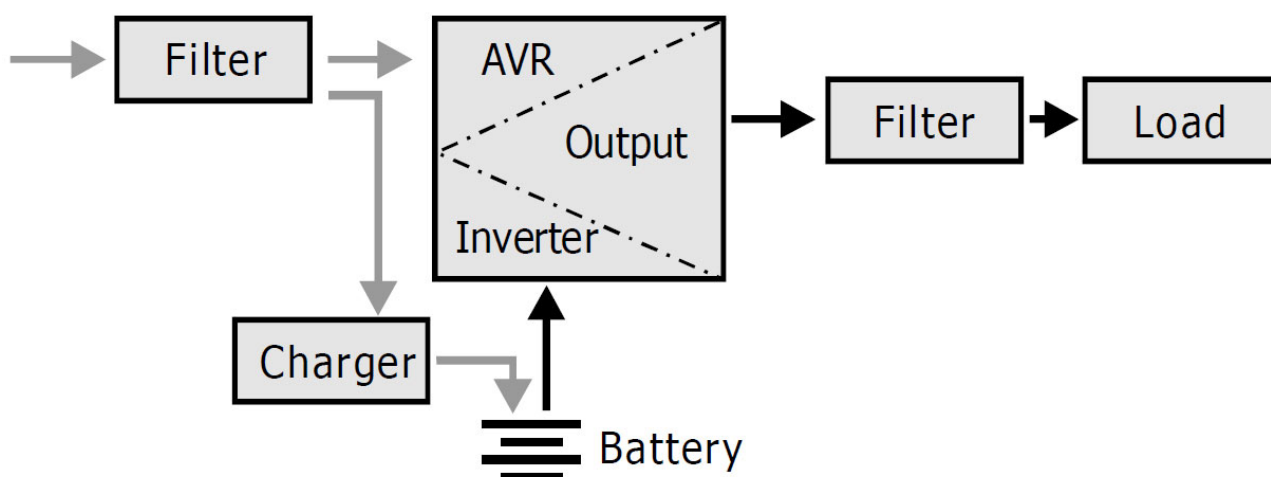 Filter
AVR
Output
Inverter
Filter
Load
Charger
Battery